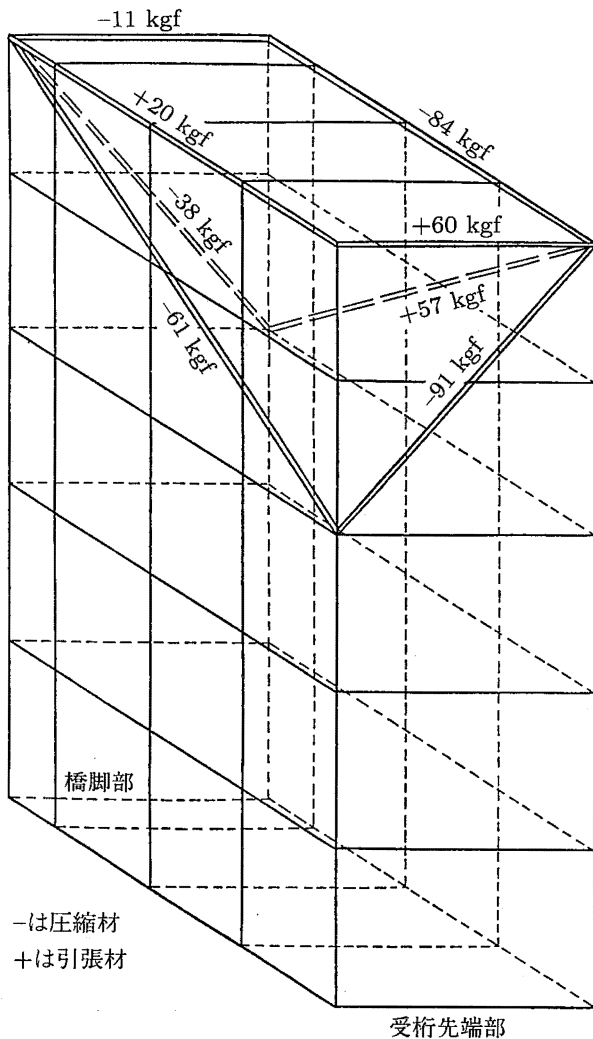 –11 kgf
+20 kgf
–84 kgf
–38 kgf
+60 kgf
+57 kgf
–61 kgf
–91 kgf
橋脚部
–は圧縮材
+は引張材
受桁先端部